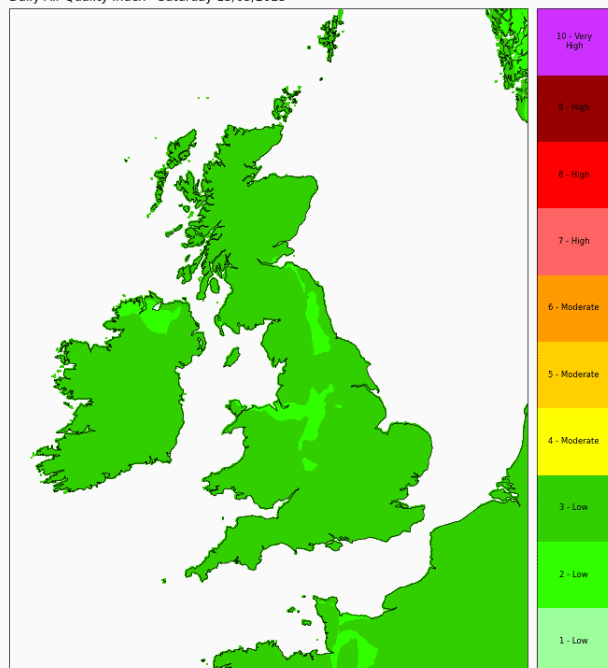 10 - Very
High
9 - High
8 - High
7 - High
6 - Moderate
5 - Moderate
4 - Moderate
3 - Low
2 - Low
1 - Low